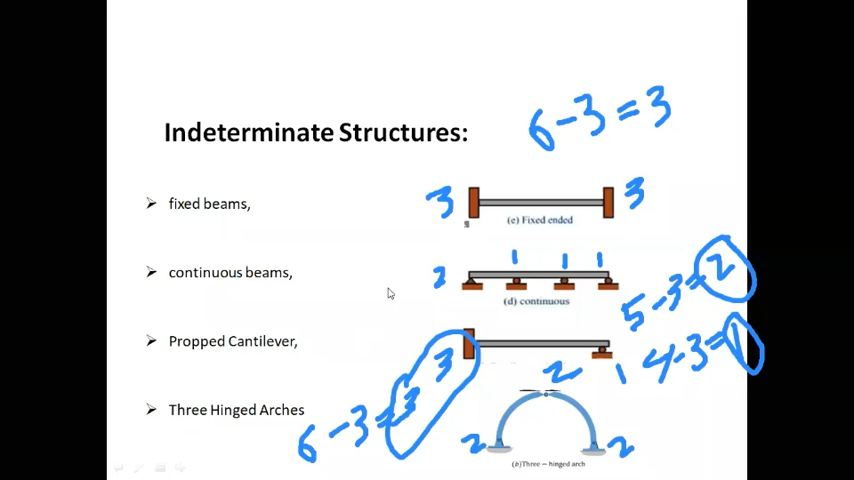 6-3=3
Indeterminate Structures:
fixed beams,
3 3
(e) Fixed ended
continuous beams,
2 1 1 1
(d) continuous
5-3=2
Propped Cantilever,
3 1
4-3=1
Three Hinged Arches
6-3=3
2
2 2
(b) Three - hinged arch